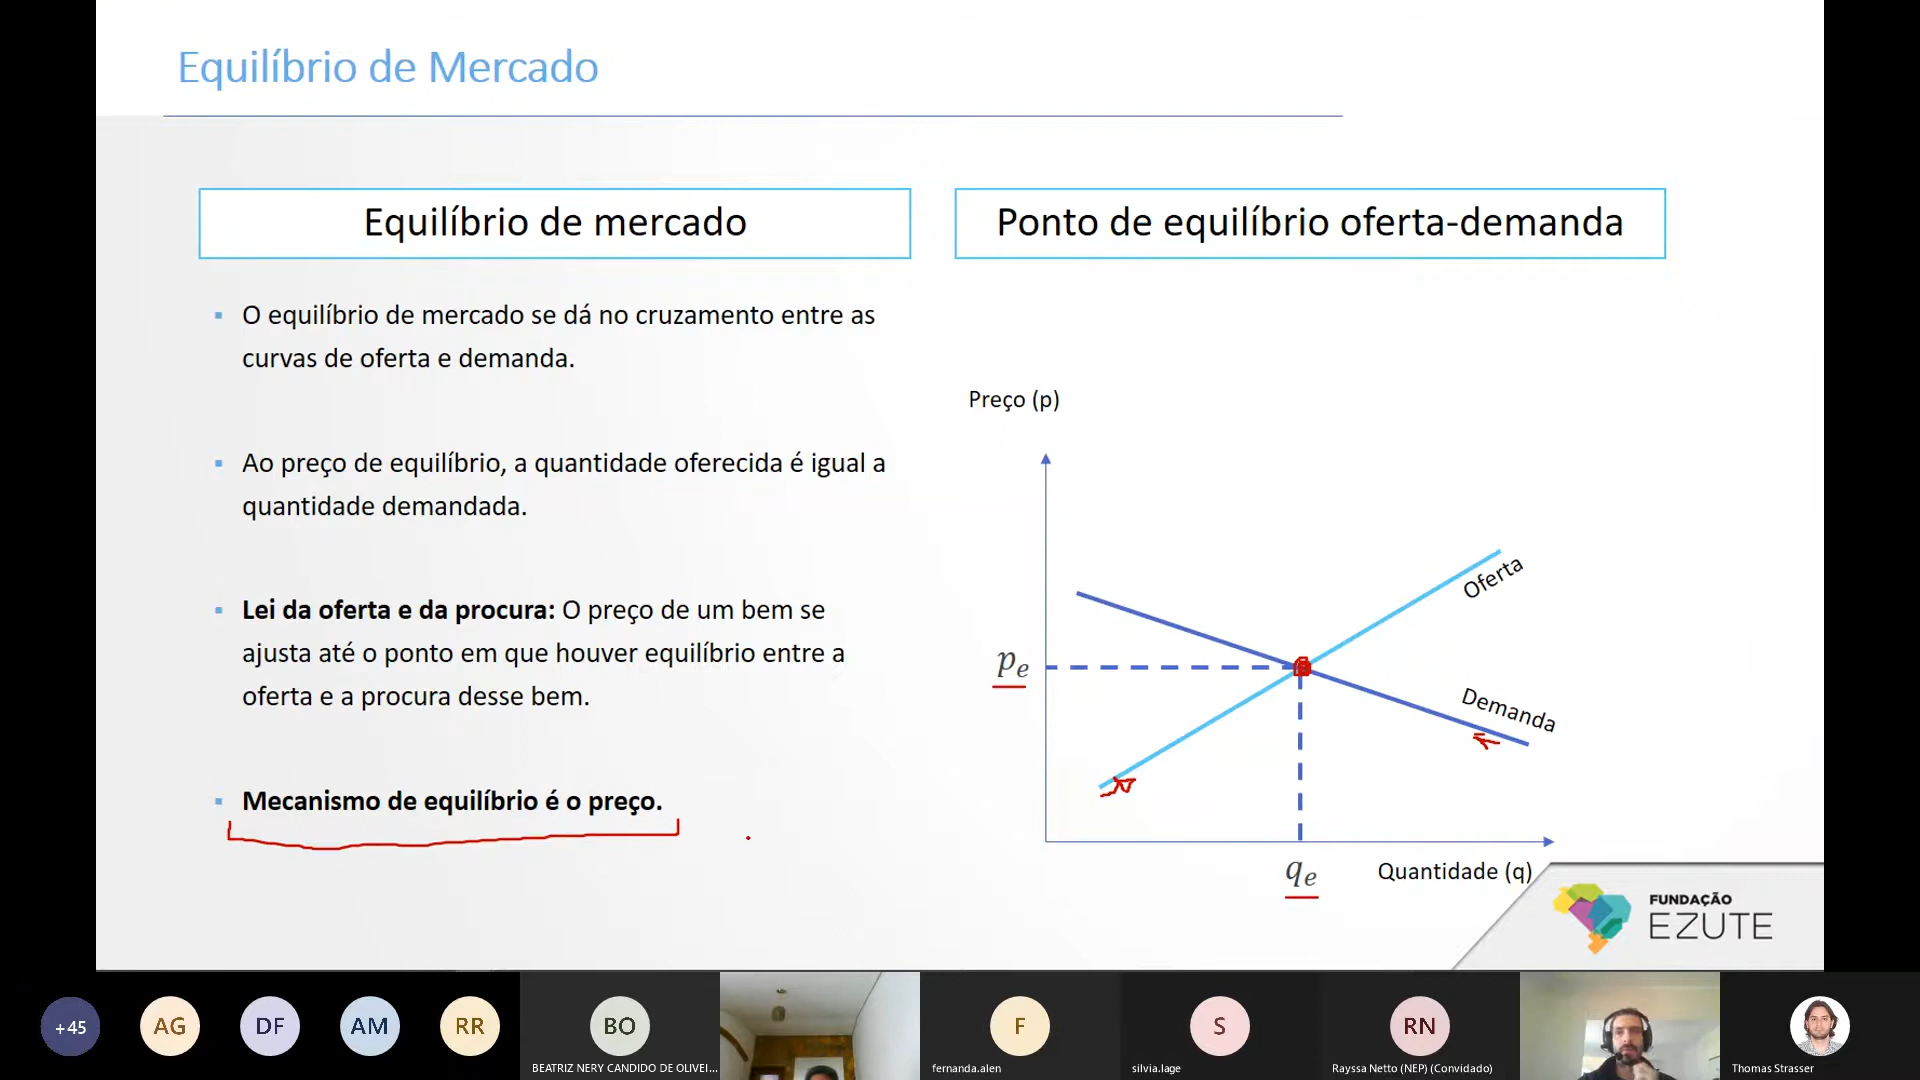 Equilíbrio de Mercado
Equilíbrio de mercado
Ponto de equilíbrio oferta-demanda
O equilíbrio de mercado se dá no cruzamento entre as
curvas de oferta e demanda.
Ao preço de equilíbrio, a quantidade oferecida é igual a
quantidade demandada.
Lei da oferta e da procura: O preço de um bem se
ajusta até o ponto em que houver equilíbrio entre a
oferta e a procura desse bem.
Mecanismo de equilíbrio é o preço.
Preço (p)
Oferta
Demanda
pe
qe
Quantidade (q)
FUNDAÇÃO
EZUTE
+45
AG
DF
AM
RR
BO
BEATRIZ NERY CANDIDO DE OLIVEI...
F
fernanda.alen
S
silvia.lage
RN
Rayssa Netto (NEP) (Convidado)
Thomas Strasser